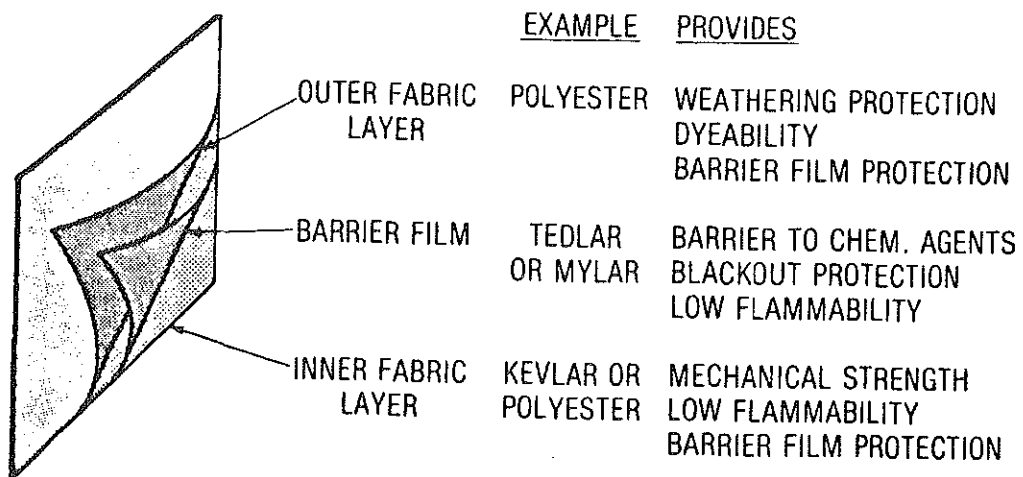 EXAMPLE PROVIDES
OUTER FABRIC LAYER
POLYESTER
WEATHERING PROTECTION
DYEABILITY
BARRIER FILM PROTECTION
BARRIER FILM
TEDLAR
OR MYLAR
BARRIER TO CHEM. AGENTS
BLACKOUT PROTECTION
LOW FLAMMABILITY
INNER FABRIC
LAYER
KEVLAR OR
POLYESTER
MECHANICAL STRENGTH
LOW FLAMMABILITY
BARRIER FILM PROTECTION